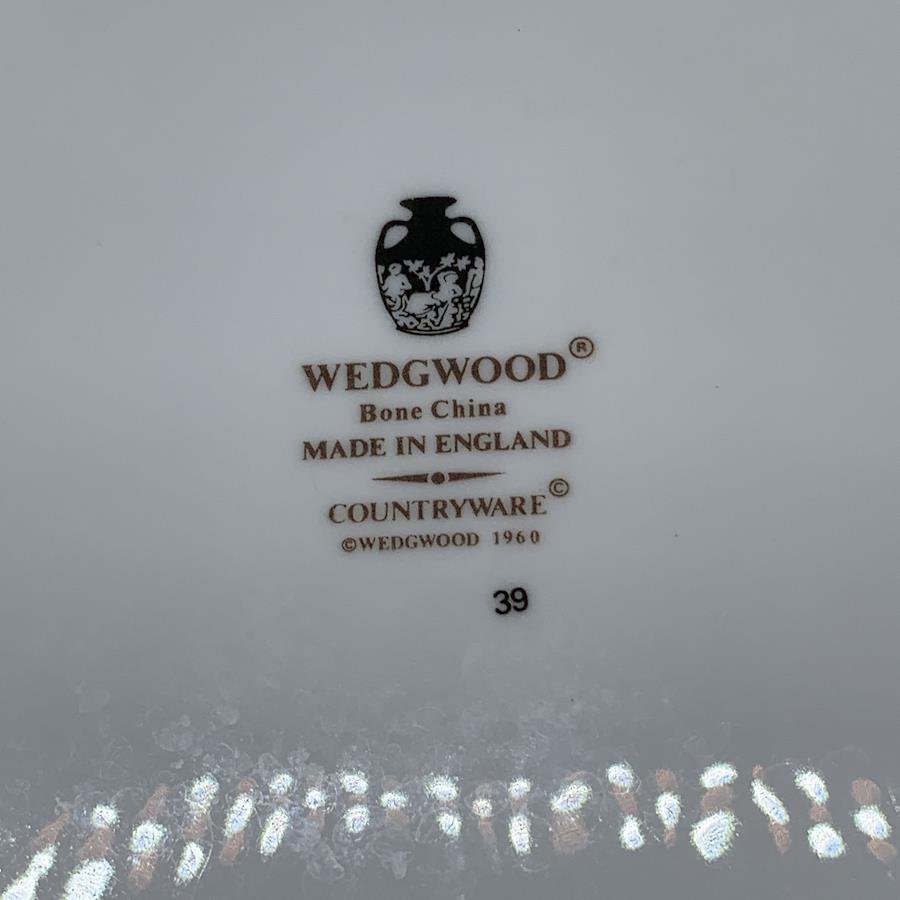 WEDGWOOD®
Bone China
MADE IN ENGLAND
COUNTRYWARE©
©WEDGWOOD 1960
39